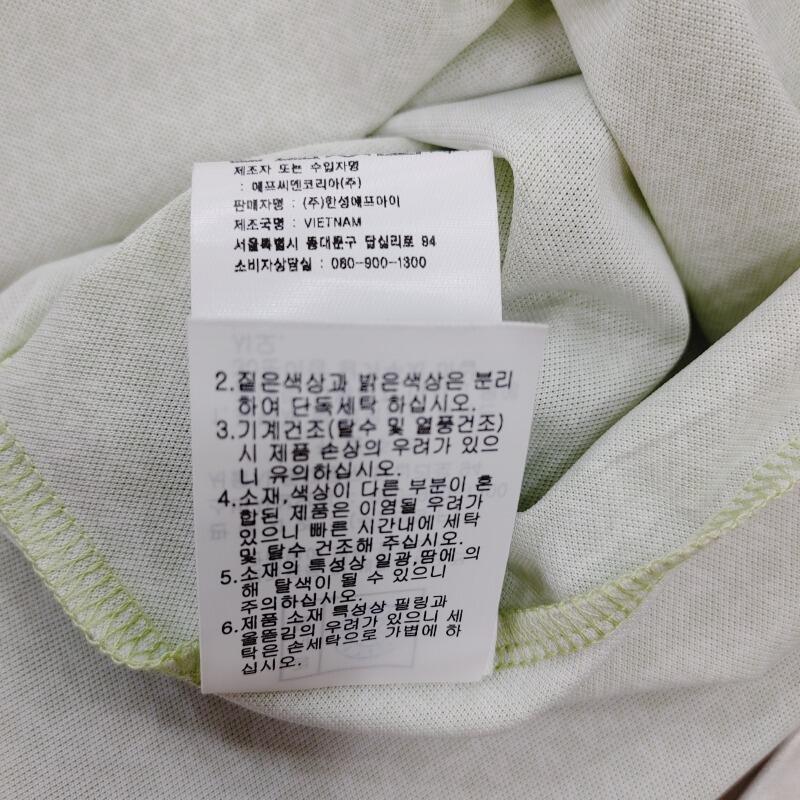 제조자 또는 수입자명
: 에프씨엔코리아(주)
판매자명 : (주)한성에프아이
제조국명 : VIETNAM
서울특별시 동대문구 답십리로 84
소비자상담실 : 080-900-1300
2.짙은색상과 밝은색상은 분리
하여 단독세탁 하십시오.
3.기계건조(탈수 및 열풍건조)
시 제품 손상의 우려가 있으
니 유의하십시오.
4.소재,색상이 다른 부분이 혼
합된 제품은 이염될 우려가
있으니 빠른 시간내에 세탁
및 탈수 건조해 주십시오.
5.소재의 특성상 일광,땀에 의
해 탈색이 될 수 있으니
주의하십시오.
6.제품 소재 특성상 필링과
올뜯김의 우려가 있으니 세
탁은 손세탁으로 가볍에 하
십시오.